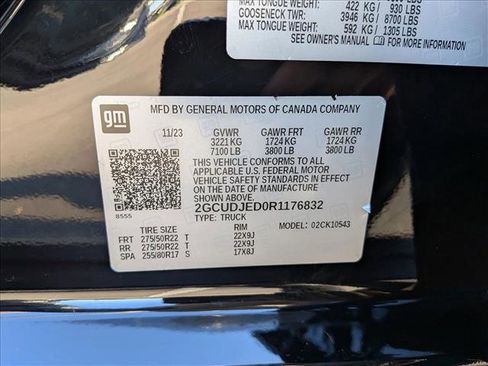 MAX TONGUE WEIGHT: 422 KG / 930 LBS
GOOSENECK TWR: 3946 KG / 8700 LBS
MAX TONGUE WEIGHT: 592 KG / 1305 LBS
SEE OWNER'S MANUAL FOR MORE INFORMATION
gm
MFD BY GENERAL MOTORS OF CANADA COMPANY
11/23 GVWR GAWR FRT GAWR RR
3221 KG 1724 KG 1724 KG
7100 LB 3800 LB 3800 LB
THIS VEHICLE CONFORMS TO ALL
APPLICABLE U.S. FEDERAL MOTOR
VEHICLE SAFETY AND THEFT
PREVENTION STANDARDS IN EFFECT
ON THE DATE OF MANUFACTURE
SHOWN ABOVE.
8555 2GCUDJED0R1176832
TYPE: TRUCK
MODEL: 02CK10543
TIRE SIZE RIM
FRT 275/50R22 T 22X9J
RR 275/50R22 T 22X9J
SPA 255/80R17 S 17X8J